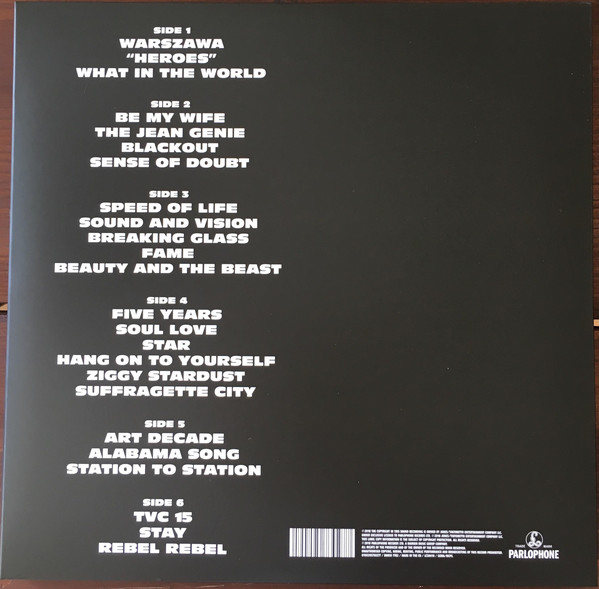 SIDE 1
WARSZAWA
“HEROES”
WHAT IN THE WORLD
SIDE 2
BE MY WIFE
THE JEAN GENIE
BLACKOUT
SENSE OF DOUBT
SIDE 3
SPEED OF LIFE
SOUND AND VISION
BREAKING GLASS
FAME
BEAUTY AND THE BEAST
SIDE 4
FIVE YEARS
SOUL LOVE
STAR
HANG ON TO YOURSELF
ZIGGY STARDUST
SUFFRAGETTE CITY
SIDE 5
ART DECADE
ALABAMA SONG
STATION TO STATION
SIDE 6
TVC 15
STAY
REBEL REBEL
TRADE MARK
PARLOPHONE